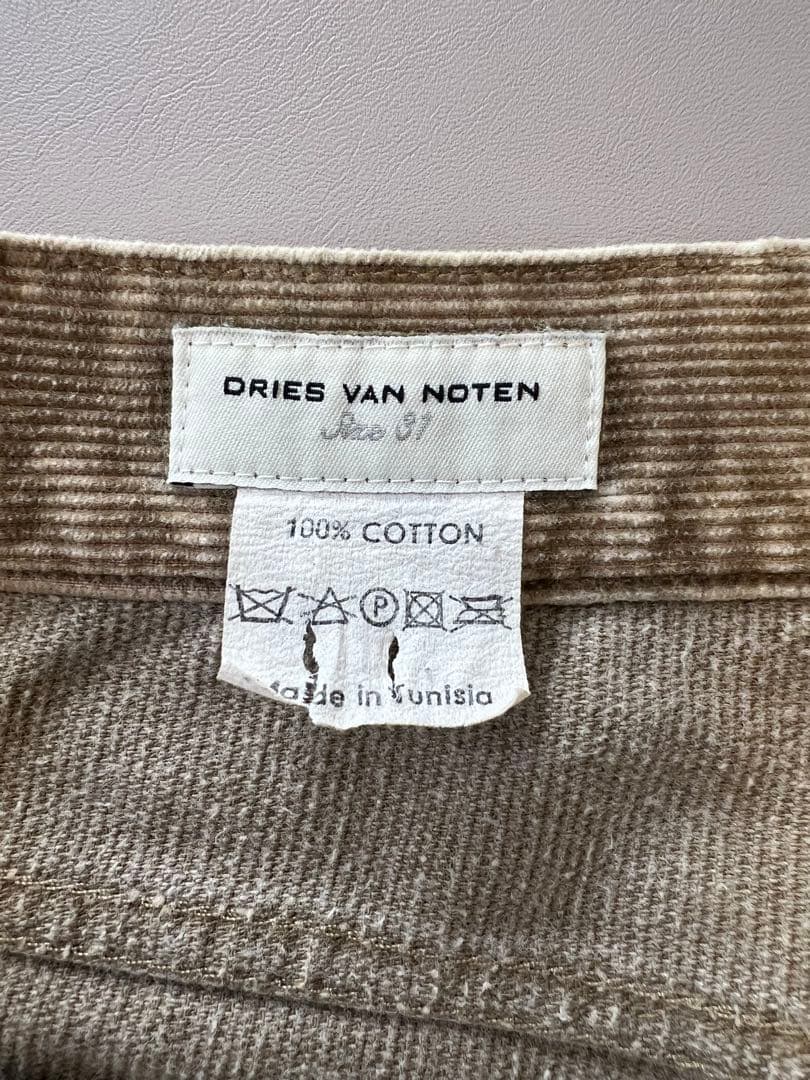 DRIES VAN NOTEN
Size 31
100% COTTON
P
Made in Tunisia